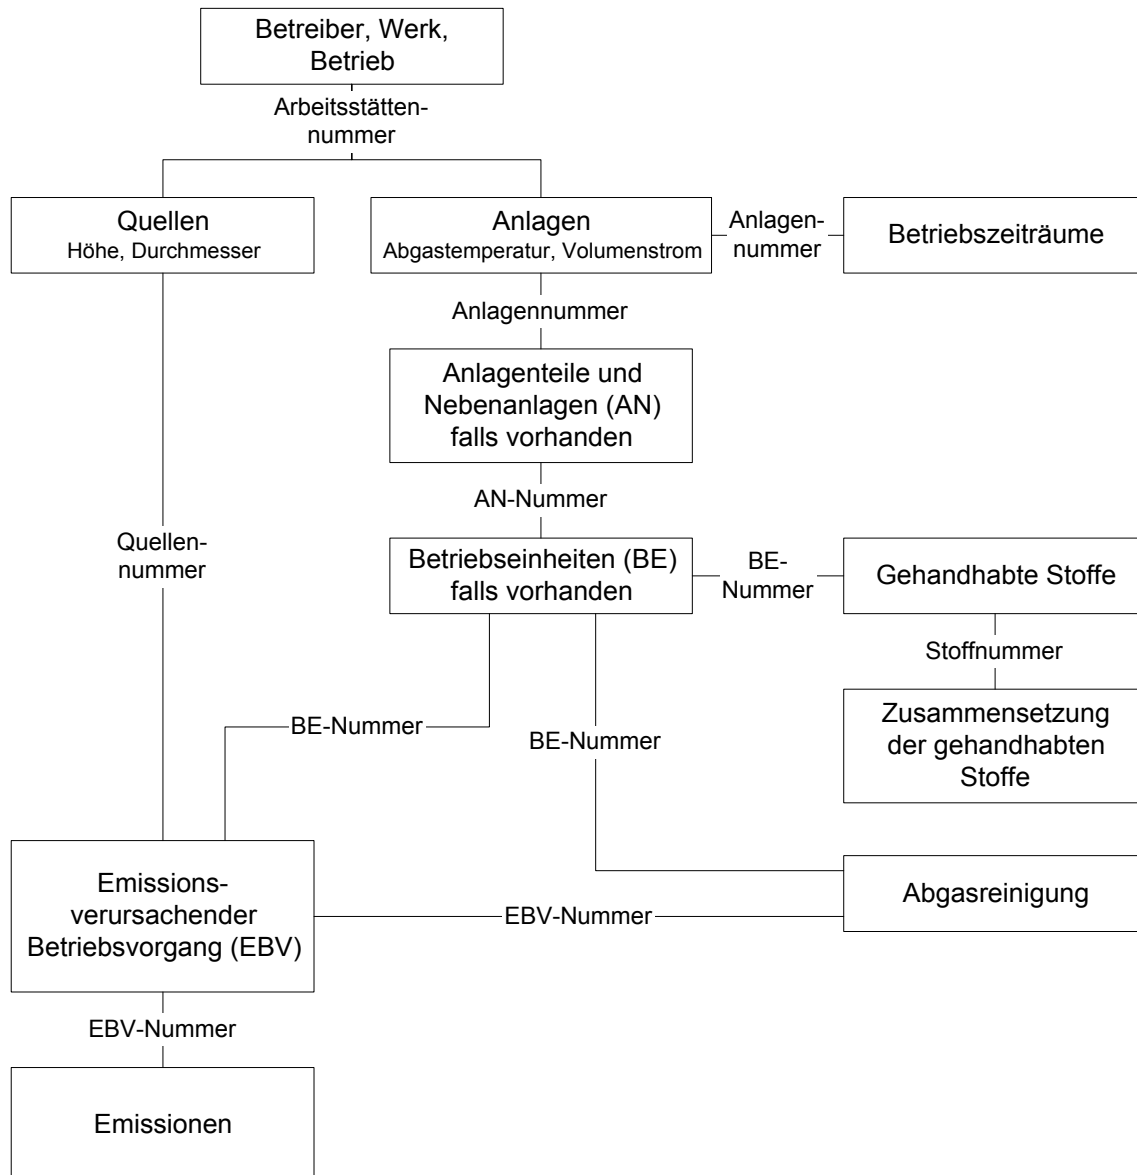 Betreiber, Werk,
Betrieb
Arbeitsstätten-
nummer
Quellen
Höhe, Durchmesser
Anlagen
Abgastemperatur, Volumenstrom
Anlagen-
nummer
Betriebszeiträume
Anlagennummer
Anlagenteile und
Nebenanlagen (AN)
falls vorhanden
AN-Nummer
Quellen-
nummer
Betriebseinheiten (BE)
falls vorhanden
BE-
Nummer
Gehandhabte Stoffe
Stoffnummer
Zusammensetzung
der gehandhabten
Stoffe
BE-Nummer
BE-Nummer
Emissions-
verursachender
Betriebsvorgang (EBV)
EBV-Nummer
Abgasreinigung
EBV-Nummer
Emissionen